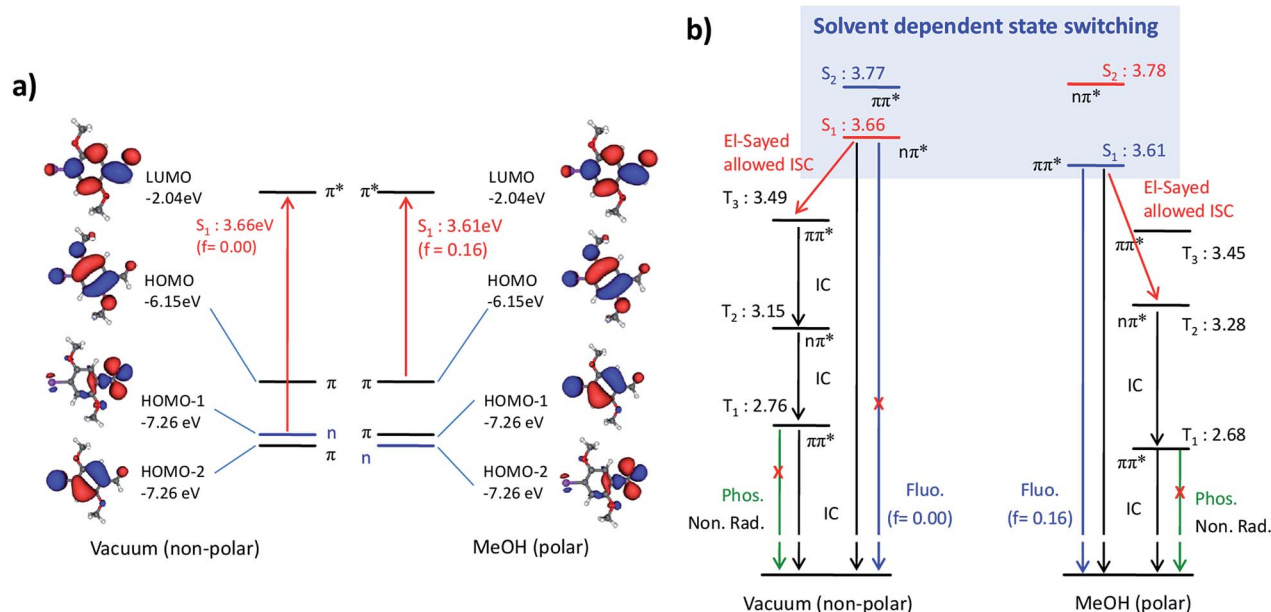 a)
LUMO
-2.04eV
π*
π*
LUMO
-2.04eV
S1 : 3.66eV
(f= 0.00)
S1 : 3.61eV
(f= 0.16)
HOMO
-6.15eV
HOMO
-6.15eV
π
π
HOMO-1
-7.26 eV
HOMO-1
-7.26 eV
n
π
π
n
HOMO-2
-7.26 eV
HOMO-2
-7.26 eV
Vacuum (non-polar)
MeOH (polar)
b)
Solvent dependent state switching
S2 : 3.77
ππ*
S2 : 3.78
nπ*
S1 : 3.66
nπ*
S1 : 3.61
ππ*
El-Sayed
allowed ISC
El-Sayed
allowed ISC
T3 : 3.49
ππ*
ππ*
T3 : 3.45
IC
T2 : 3.15
nπ*
nπ*
T2 : 3.28
IC
IC
T1 : 2.76
ππ*
T1 : 2.68
ππ*
X
X
X
Phos.
Non. Rad.
IC
Fluo.
(f= 0.00)
Fluo.
(f= 0.16)
IC
Phos.
Non. Rad.
Vacuum (non-polar)
MeOH (polar)